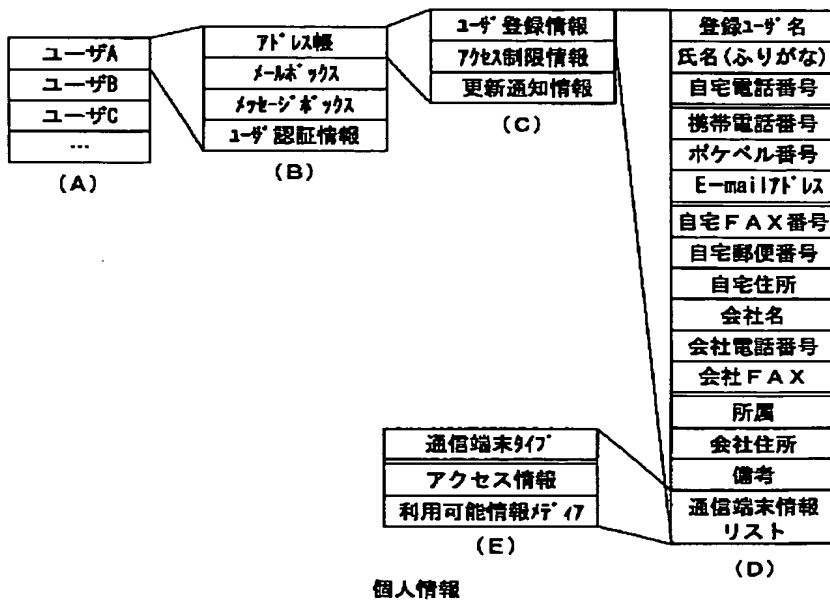 ユーザA
ユーザB
ユーザC
…
(A)
アドレス帳
メールボックス
メッセージボックス
ユーザ認証情報
(B)
ユーザ登録情報
アクセス制限情報
更新通知情報
(C)
登録ユーザ名
氏名(ふりがな)
自宅電話番号
携帯電話番号
ポケベル番号
E-mailアドレス
自宅FAX番号
自宅郵便番号
自宅住所
会社名
会社電話番号
会社FAX
所属
会社住所
備考
通信端末情報
リスト
(D)
通信端末タイプ
アクセス情報
利用可能情報メディア
(E)
個人情報